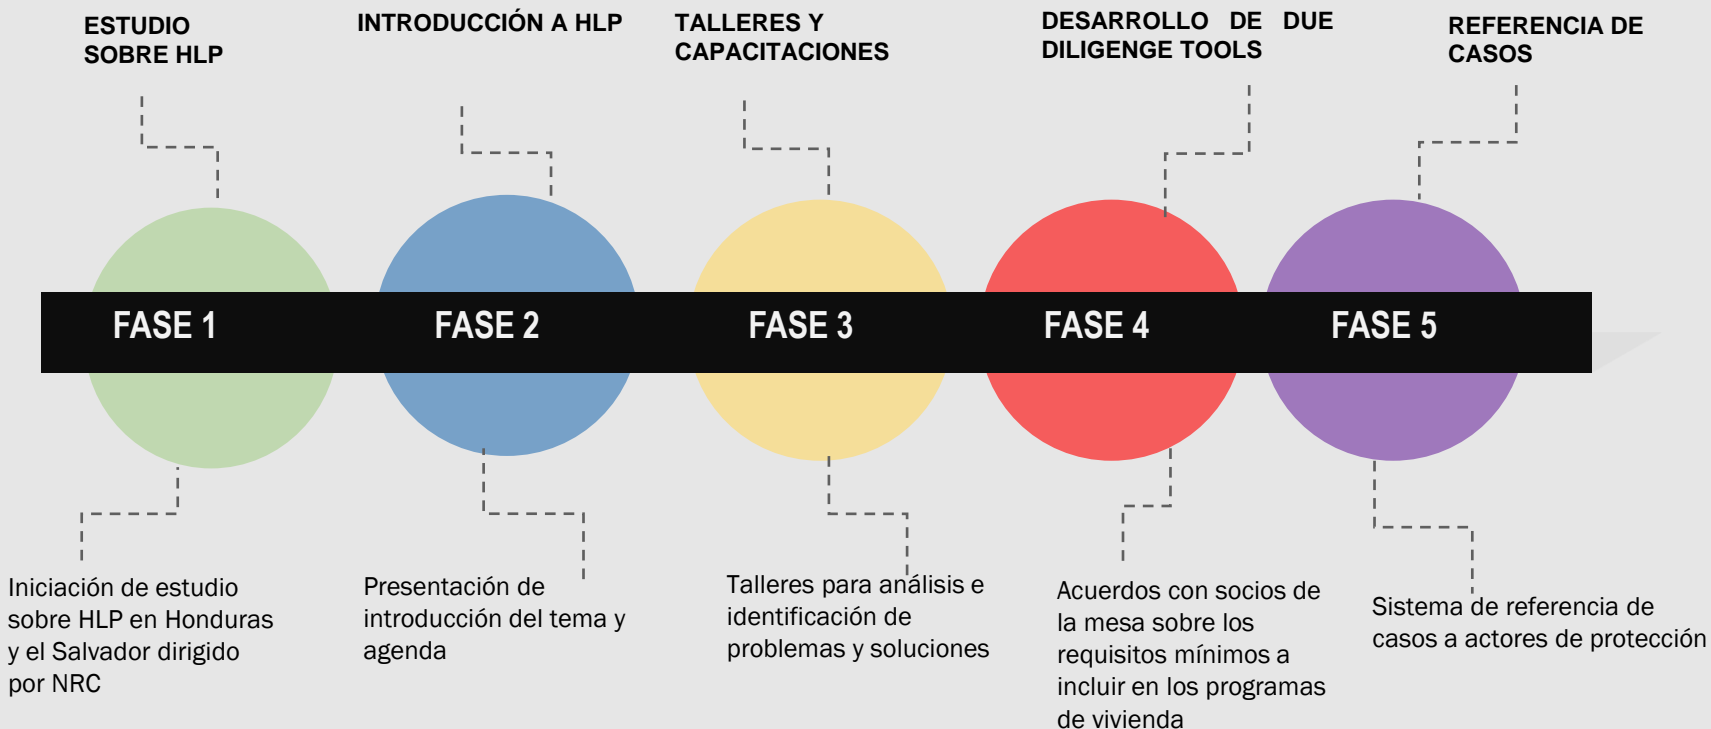 ESTUDIO
SOBRE HLP
INTRODUCCIÓN A HLP
TALLERES Y
CAPACITACIONES
DESARROLLO DE DUE
DILIGENGE TOOLS
REFERENCIA DE
CASOS
FASE 1
FASE 2
FASE 3
FASE 4
FASE 5
Iniciación de estudio
sobre HLP en Honduras
y el Salvador dirigido
por NRC
Presentación de
introducción del tema y
agenda
Talleres para análisis e
identificación de
problemas y soluciones
Acuerdos con socios de
la mesa sobre los
requisitos mínimos a
incluir en los programas
de vivienda
Sistema de referencia de
casos a actores de protección